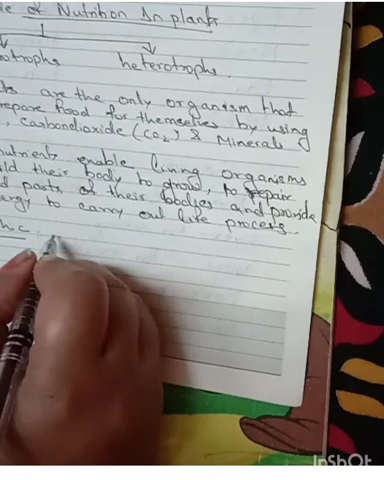 of Nutrition In plants
heterotrophs.
are the only organism that
prepare food for themselves by using
, Carbondioxide (CO2) & Minerals
nutrients enable living organisms
their body to grow, to repair
parts of their bodies and provide
to carry out life process.
InShOt